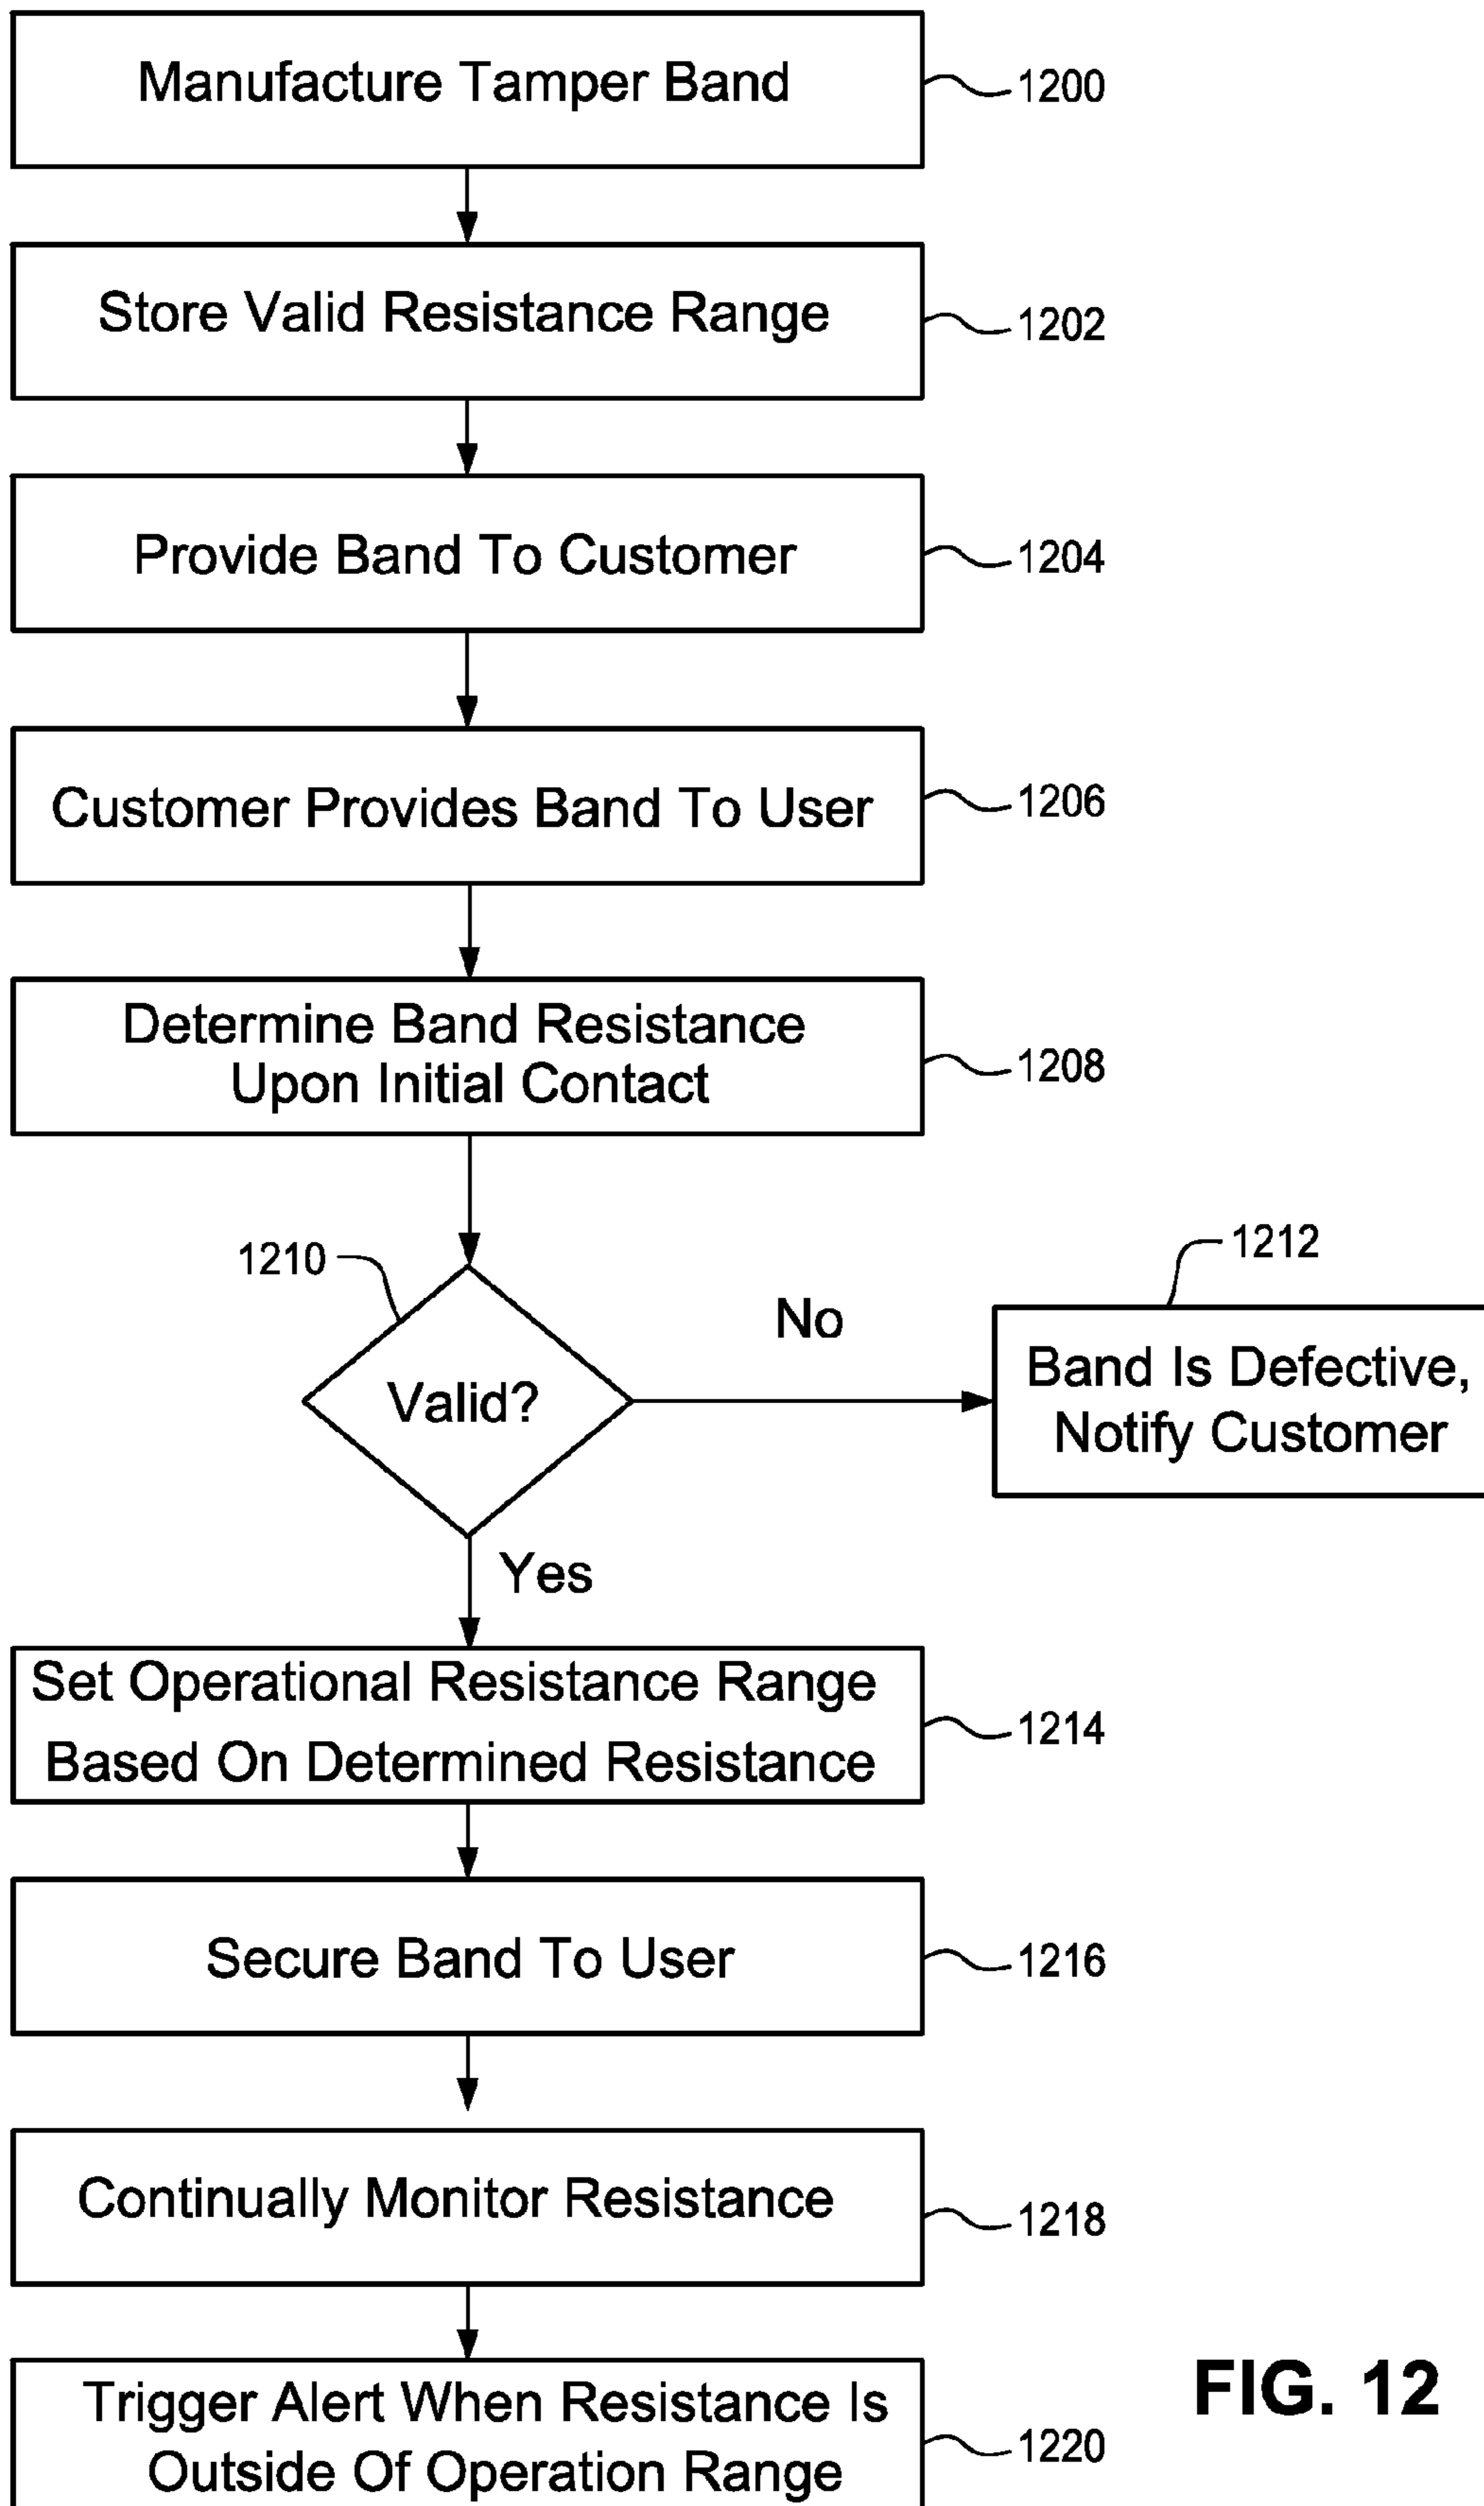 Manufacture Tamper Band
1200
Store Valid Resistance Range
1202
Provide Band To Customer
1204
Customer Provides Band To User
1206
Determine Band Resistance
Upon Initial Contact
1208
1210
Valid?
No
1212
Band Is Defective,
Notify Customer
Yes
Set Operational Resistance Range
Based On Determined Resistance
1214
Secure Band To User
1216
Continually Monitor Resistance
1218
Trigger Alert When Resistance Is
Outside Of Operation Range
1220
FIG. 12